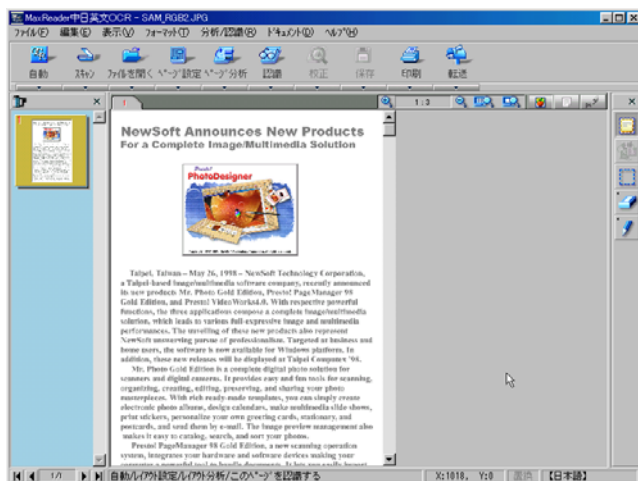 MaxReader中日英文OCR - SAM_RGB2.JPG
ファイル(F) 編集(E) 表示(V) フォーマット(T) 分析/認識(R) ドキュメント(D) ヘルプ(H)
自動 スキャン ファイルを開く ページ設定 ページ分析 認識 校正 保存 印刷 転送
1:3
NewSoft Announces New Products
For a Complete Image/Multimedia Solution
Presto!
PhotoDesigner
Taipei, Taiwan – May 26, 1998 – NewSoft Technology Corporation,
a Taipei-based image/multimedia software company, recently announced
its new products Mr. Photo Gold Edition, Presto! PageManager 98
Gold Edition, and Presto! VideoWorks4.0. With respective powerful
functions, the three applications compose a complete image/multimedia
solution, which leads to various full-expressive image and multimedia
performances. The unveiling of these new products also represent
NewSoft unswerving pursue of professionalism. Targeted at business and
home users, the software is now available for Windows platform. In
addition, these new releases will be displayed at Taipei Computex '98.
Mr. Photo Gold Edition is a complete digital photo solution for
scanners and digital cameras. It provides easy and fun tools for scanning,
organizing, creating, editing, preserving, and sharing your photo
masterpieces. With rich ready-made templates, you can simply create
electronic photo albums, design calendars, make multimedia slide shows,
print stickers, personalize your own greeting cards, stationary, and
postcards, and send them by e-mail. The image preview management also
makes it easy to catalog, search, and sort your photos.
Presto! PageManager 98 Gold Edition, a new scanning operation
system, integrates your hardware and software devices making your
1/1 自動/レイアウト設定/レイアウト分析/このページを認識する X:1018, Y:0 置換 【日本語】